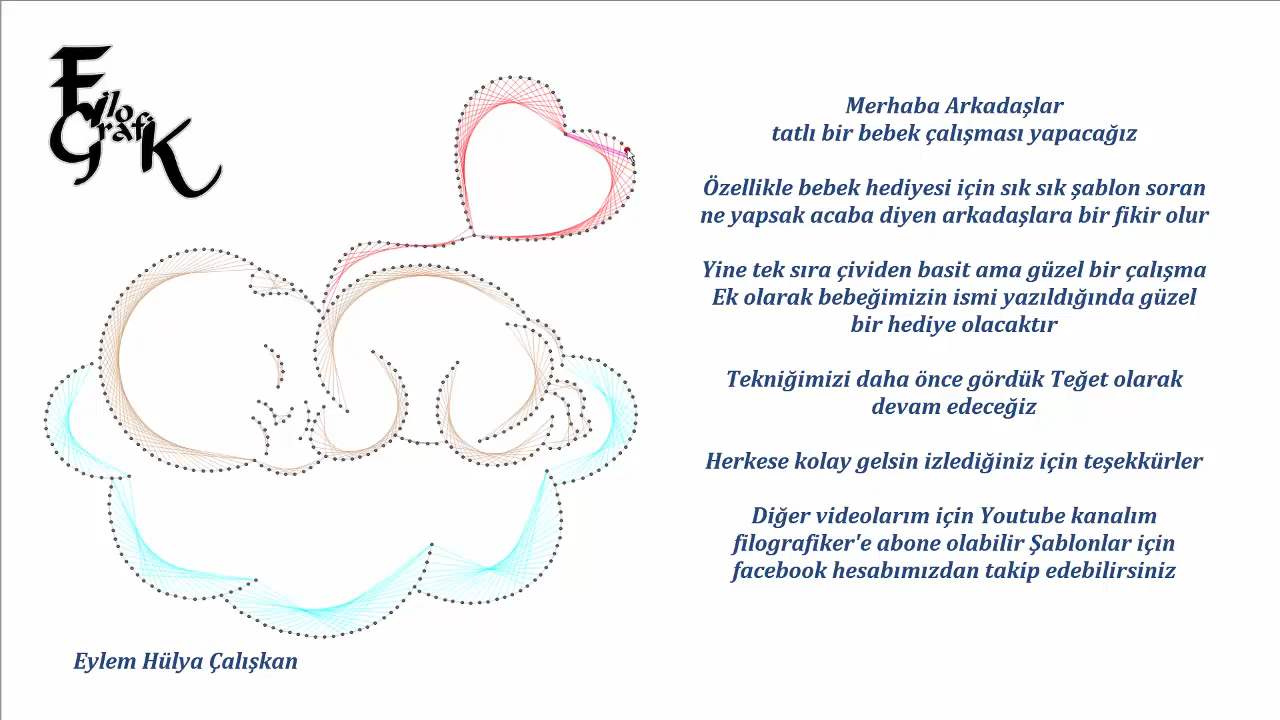 Filo
Grafik
Merhaba Arkadaşlar
tatlı bir bebek çalışması yapacağız
Özellikle bebek hediyesi için sık sık şablon soran
ne yapsak acaba diyen arkadaşlara bir fikir olur
Yine tek sıra çividen basit ama güzel bir çalışma
Ek olarak bebeğimizin ismi yazıldığında güzel
bir hediye olacaktır
Tekniğimizi daha önce gördük Teğet olarak
devam edeceğiz
Herkese kolay gelsin izlediğiniz için teşekkürler
Diğer videolarım için Youtube kanalım
filografiker'e abone olabilir Şablonlar için
facebook hesabımızdan takip edebilirsiniz
Eylem Hülya Çalışkan